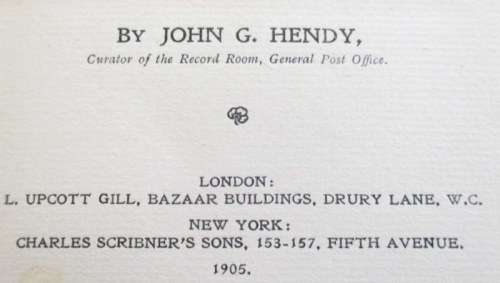 BY JOHN G. HENDY,
Curator of the Record Room, General Post Office.
LONDON:
L. UPCOTT GILL, BAZAAR BUILDINGS, DRURY LANE, W.C.
NEW YORK:
CHARLES SCRIBNER'S SONS, 153-157, FIFTH AVENUE.
1905.